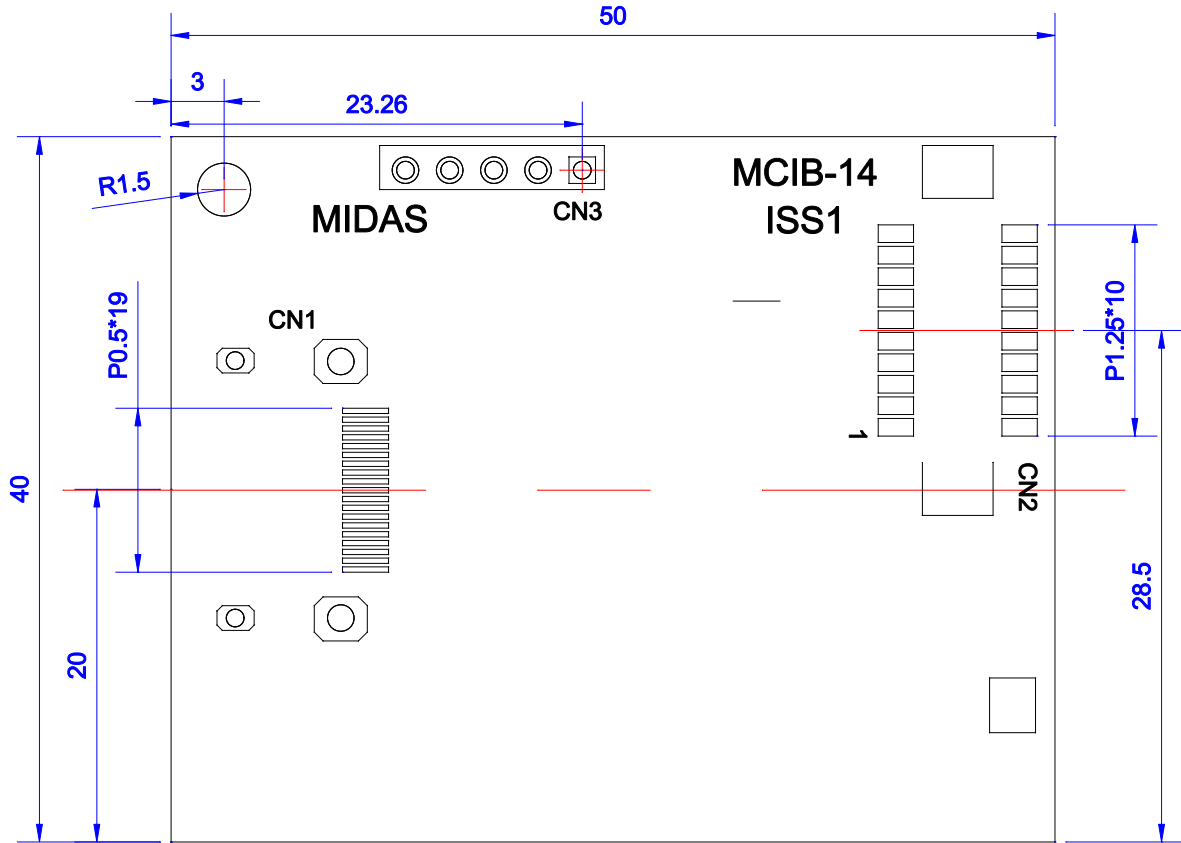 50
3
23.26
R1.5
MCIB-14
MIDAS
CN3
ISS1
P0.5*19
CN1
P1.25*10
1
40
CN2
28.5
20